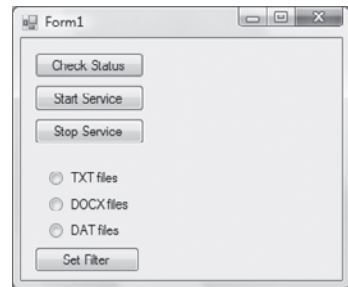 Form1
Check Status
Start Service
Stop Service
TXT files
DOCX files
DAT files
Set Filter